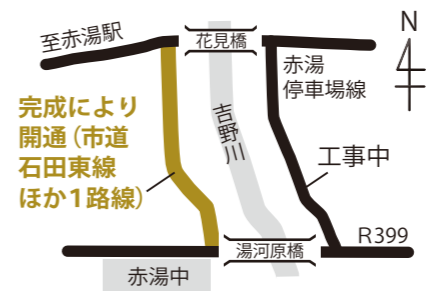 至赤湯駅
花見橋
N
赤湯
停車場線
完成により
開通（市道
石田東線
ほか１路線）
吉野川
工事中
R399
湯河原橋
赤湯中